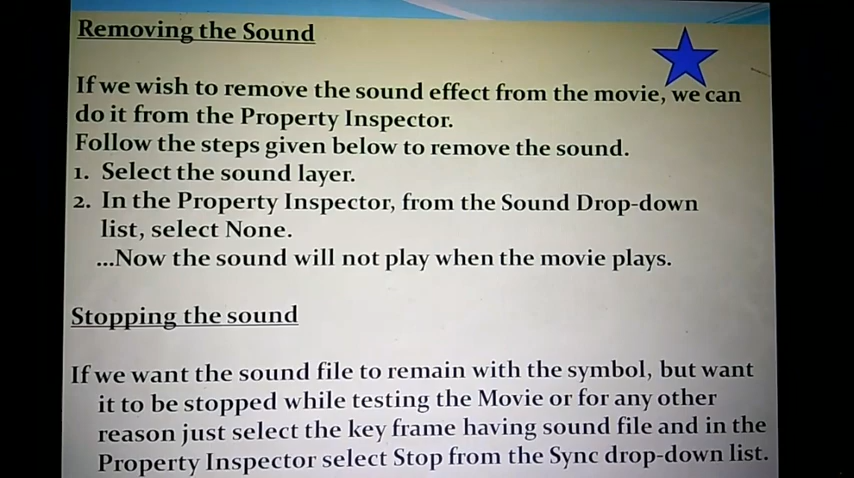 Removing the Sound
If we wish to remove the sound effect from the movie, we can
do it from the Property Inspector.
Follow the steps given below to remove the sound.
1. Select the sound layer.
2. In the Property Inspector, from the Sound Drop-down
list, select None.
...Now the sound will not play when the movie plays.
Stopping the sound
If we want the sound file to remain with the symbol, but want
it to be stopped while testing the Movie or for any other
reason just select the key frame having sound file and in the
Property Inspector select Stop from the Sync drop-down list.